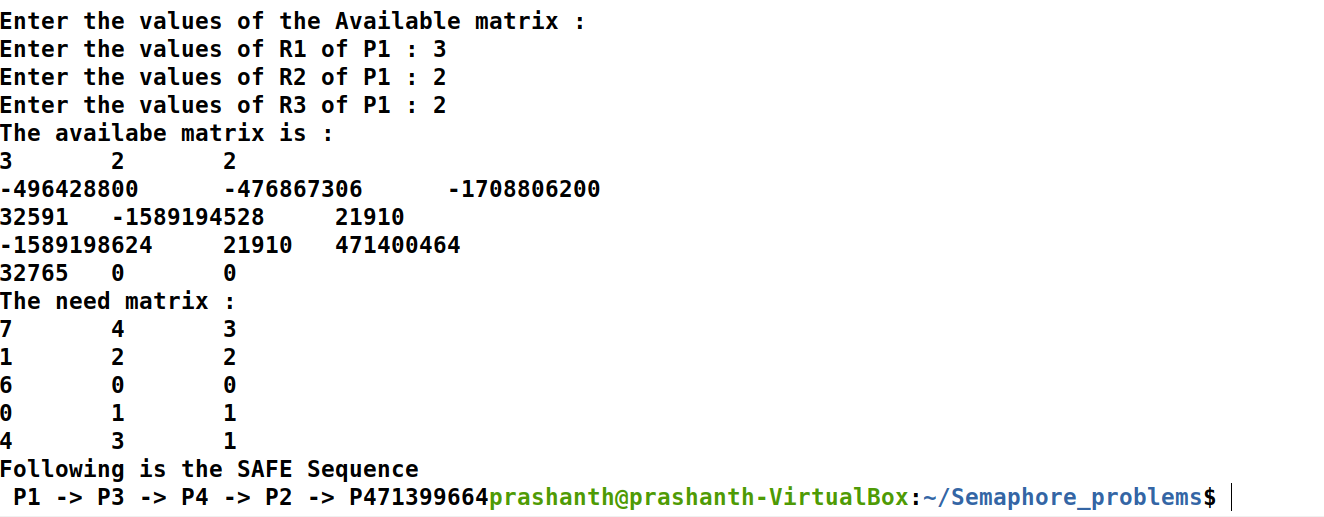 Enter the values of the Available matrix :
Enter the values of R1 of P1 : 3
Enter the values of R2 of P1 : 2
Enter the values of R3 of P1 : 2
The availabe matrix is :
3 2 2
-496428800 -476867306 -1708806200
32591 -1589194528 21910
-1589198624 21910 471400464
32765 0 0
The need matrix :
7 4 3
1 2 2
6 0 0
0 1 1
4 3 1
Following is the SAFE Sequence
P1 -> P3 -> P4 -> P2 -> P471399664prashanth@prashanth-VirtualBox:~/Semaphore_problems$